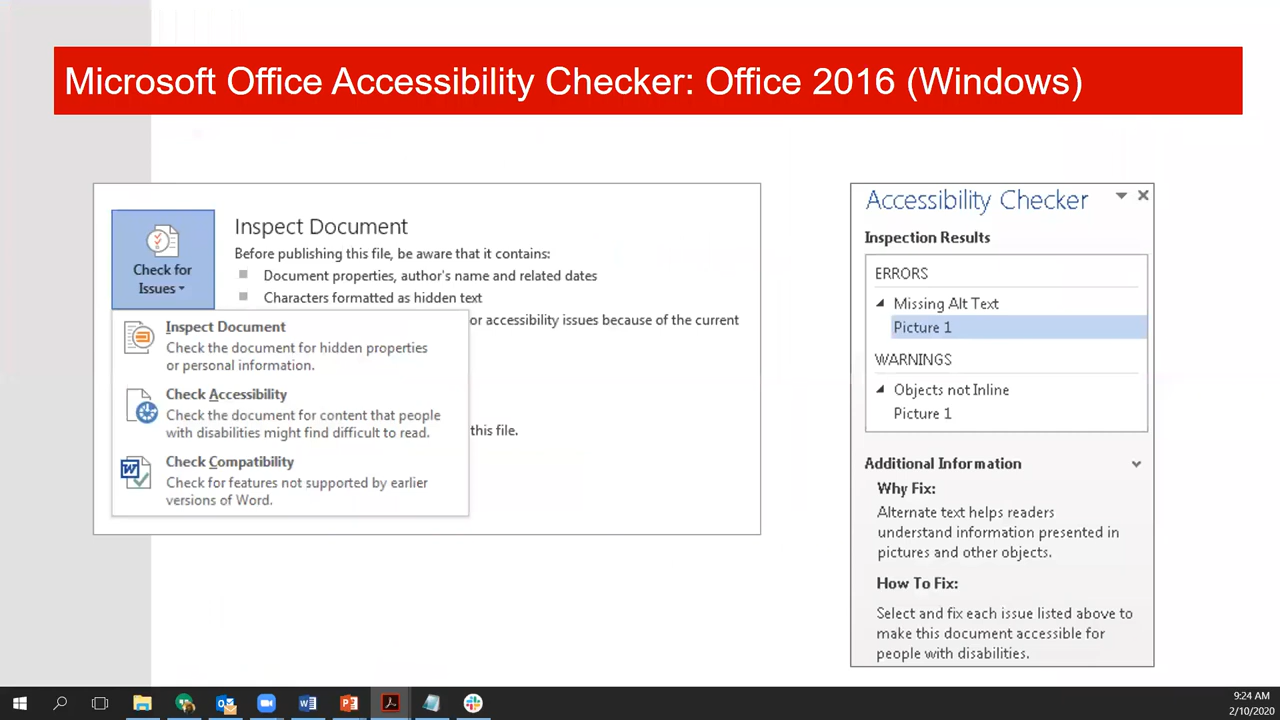 Microsoft Office Accessibility Checker: Office 2016 (Windows)
Check for
Issues
Inspect Document
Before publishing this file, be aware that it contains:
Document properties, author's name and related dates
Characters formatted as hidden text
or accessibility issues because of the current
Inspect Document
Check the document for hidden properties
or personal information.
Check Accessibility
Check the document for content that people
with disabilities might find difficult to read.
this file.
Check Compatibility
Check for features not supported by earlier
versions of Word.
Accessibility Checker
Inspection Results
ERRORS
Missing Alt Text
Picture 1
WARNINGS
Objects not Inline
Picture 1
Additional Information
Why Fix:
Alternate text helps readers
understand information presented in
pictures and other objects.
How To Fix:
Select and fix each issue listed above to
make this document accessible for
people with disabilities.
9:24 AM
2/10/2020